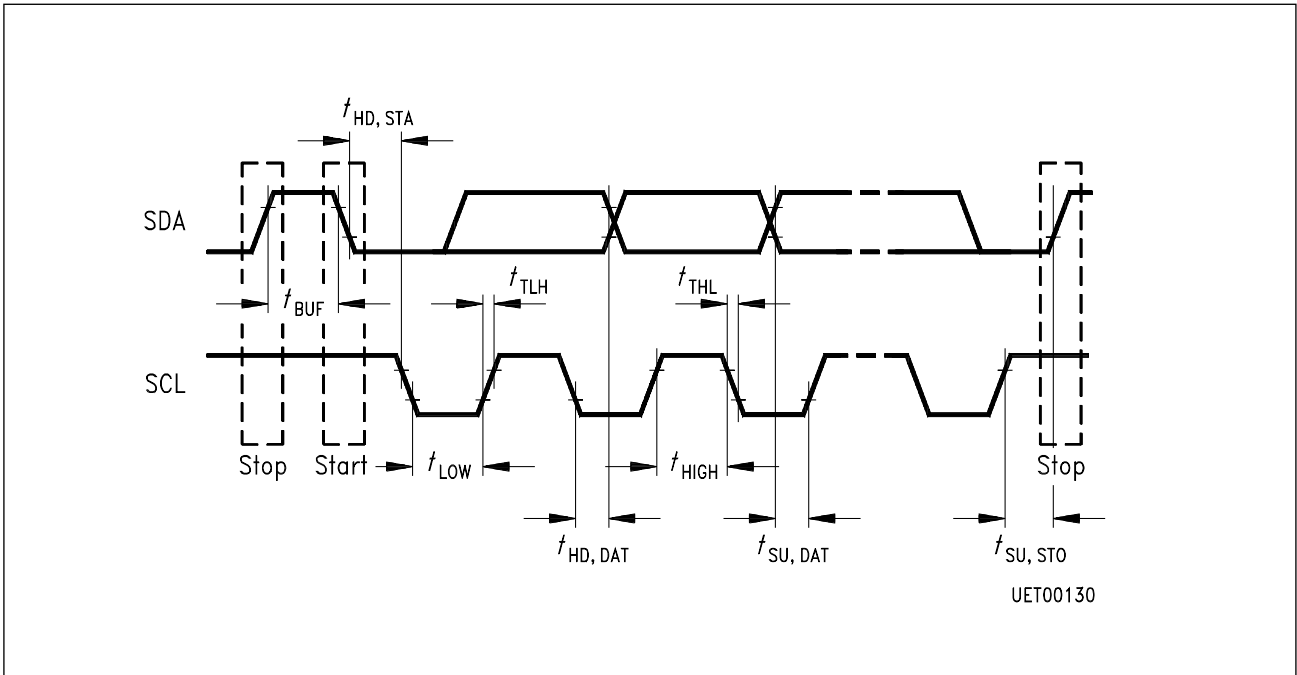 tHD, STA
SDA
tBUF
tTLH
tTHL
SCL
Stop
Start
tLOW
tHIGH
Stop
tHD, DAT
tSU, DAT
tSU, STO
UET00130